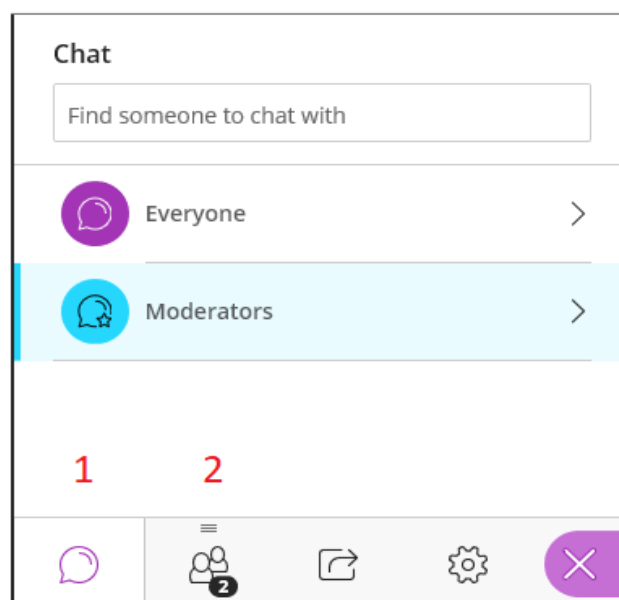 Chat
Find someone to chat with
Everyone
Moderators
1 2
2